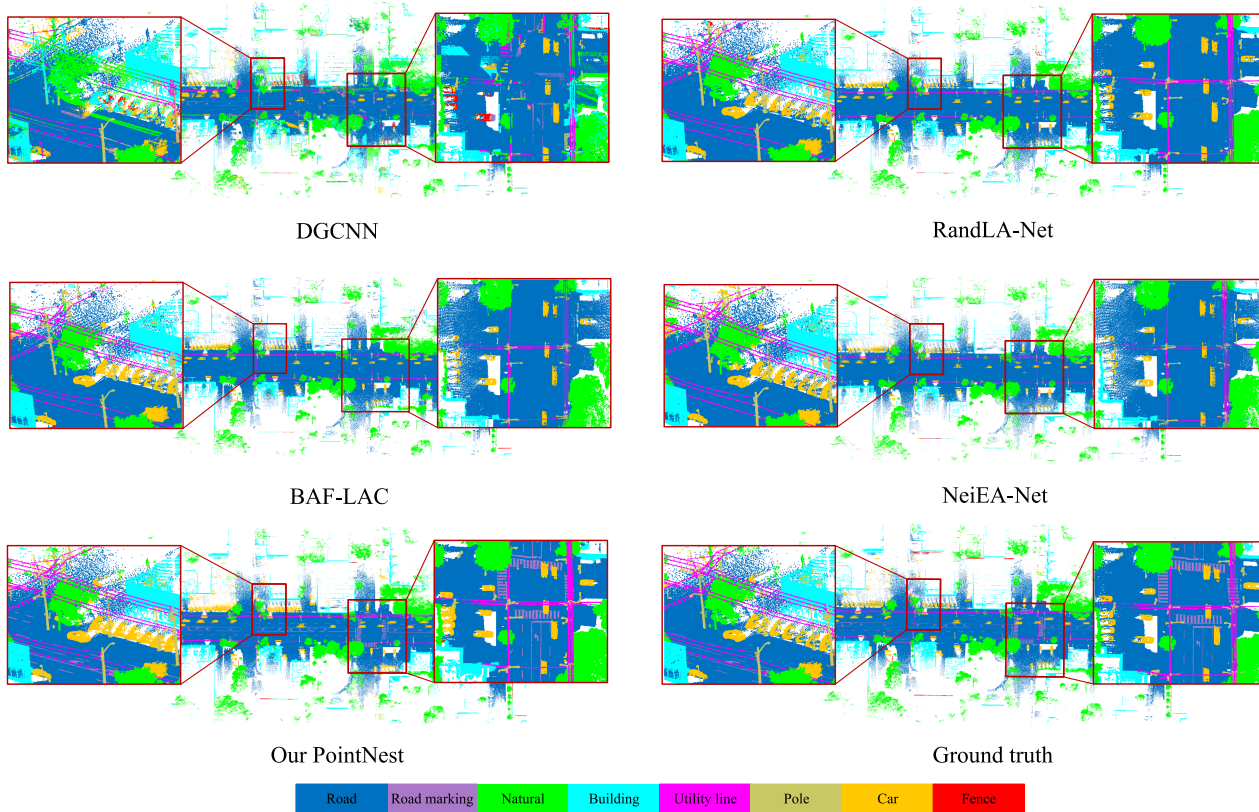 DGCNN
RandLA-Net
BAF-LAC
NeiEA-Net
Our PointNest
Ground truth
Road
Road marking
Natural
Building
Utility line
Pole
Car
Fence